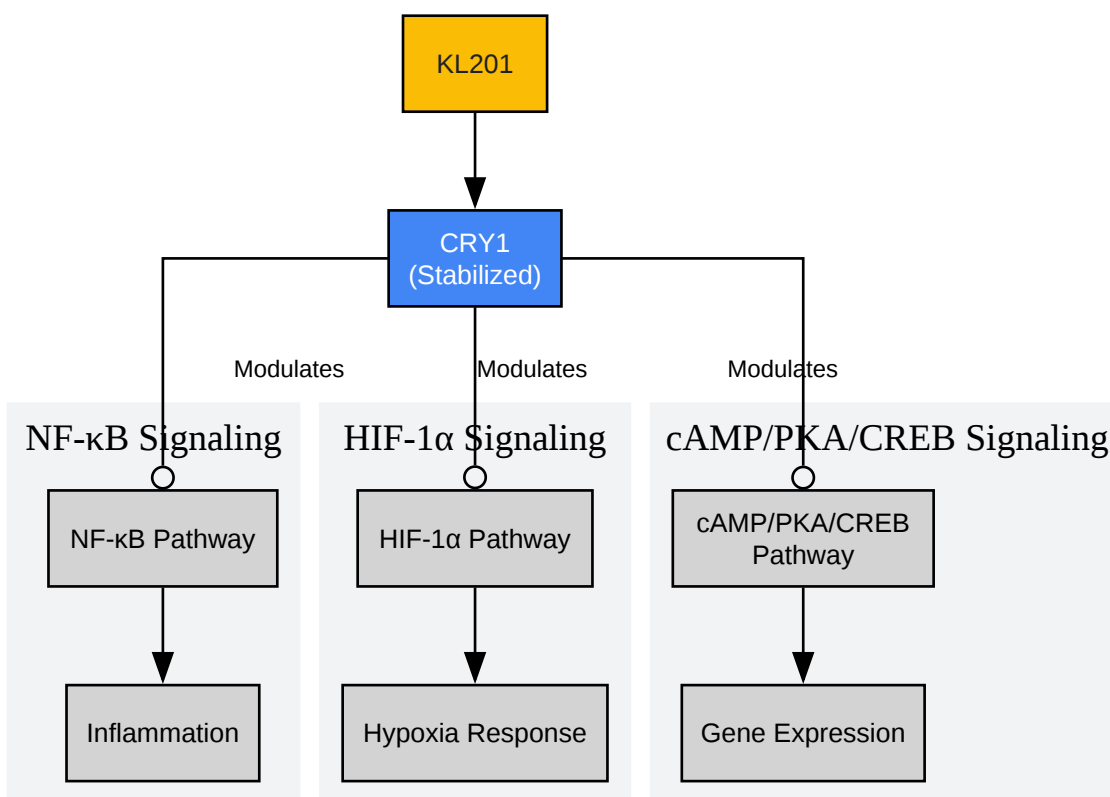 KL201
CRY1
(Stabilized)
Modulates
Modulates
Modulates
NF-κB Signaling
HIF-1α Signaling
cAMP/PKA/CREB Signaling
NF-κB Pathway
HIF-1α Pathway
cAMP/PKA/CREB
Pathway
Inflammation
Hypoxia Response
Gene Expression